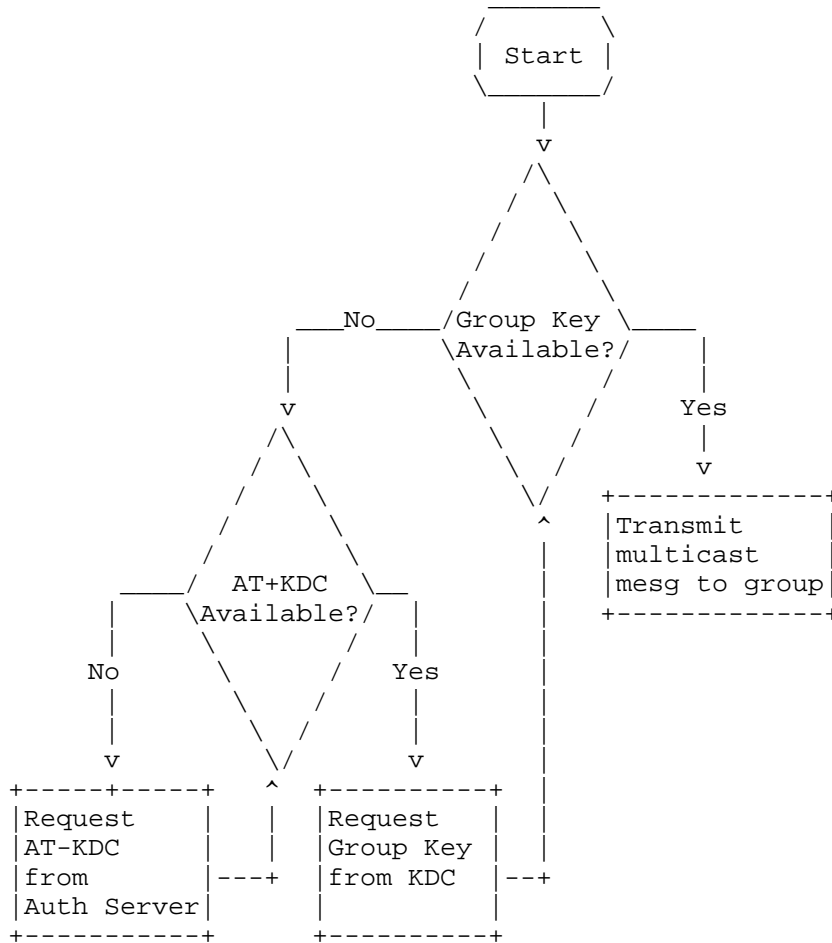 Start
Group Key
Available?
No
Yes
Transmit
multicast
mesg to group
AT+KDC
Available?
No
Yes
Request
AT-KDC
from
Auth Server
Request
Group Key
from KDC